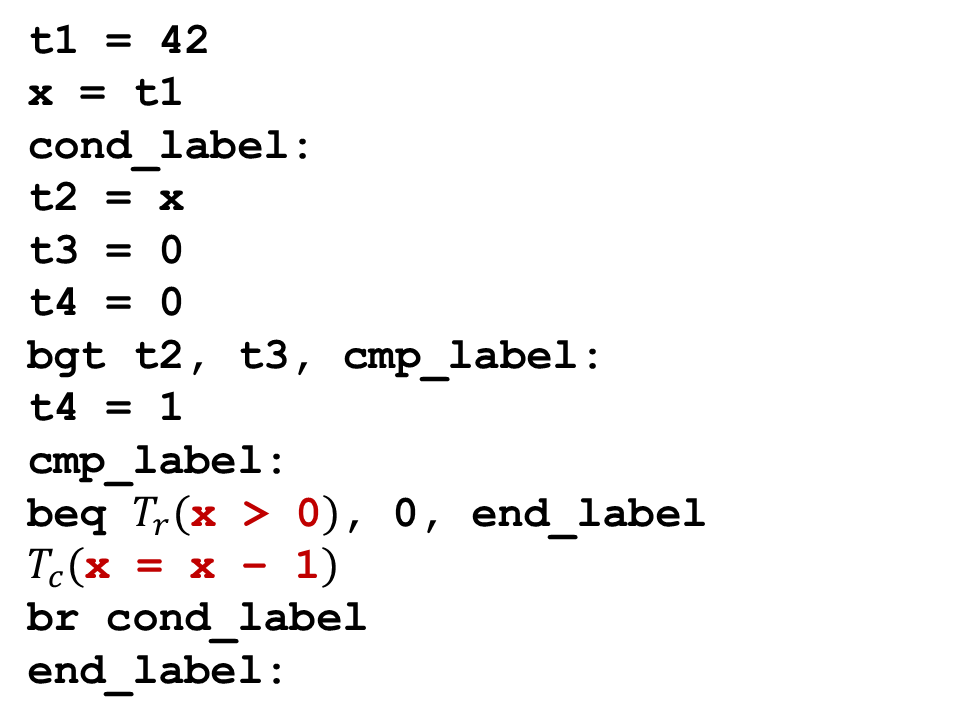 t1 = 42
x = t1
cond_label:
t2 = x
t3 = 0
t4 = 0
bgt t2, t3, cmp_label:
t4 = 1
cmp_label:
beq 𝑇𝑟(x > 0), 0, end_label
𝑇𝑐(x = x – 1)
br cond_label
end_label: